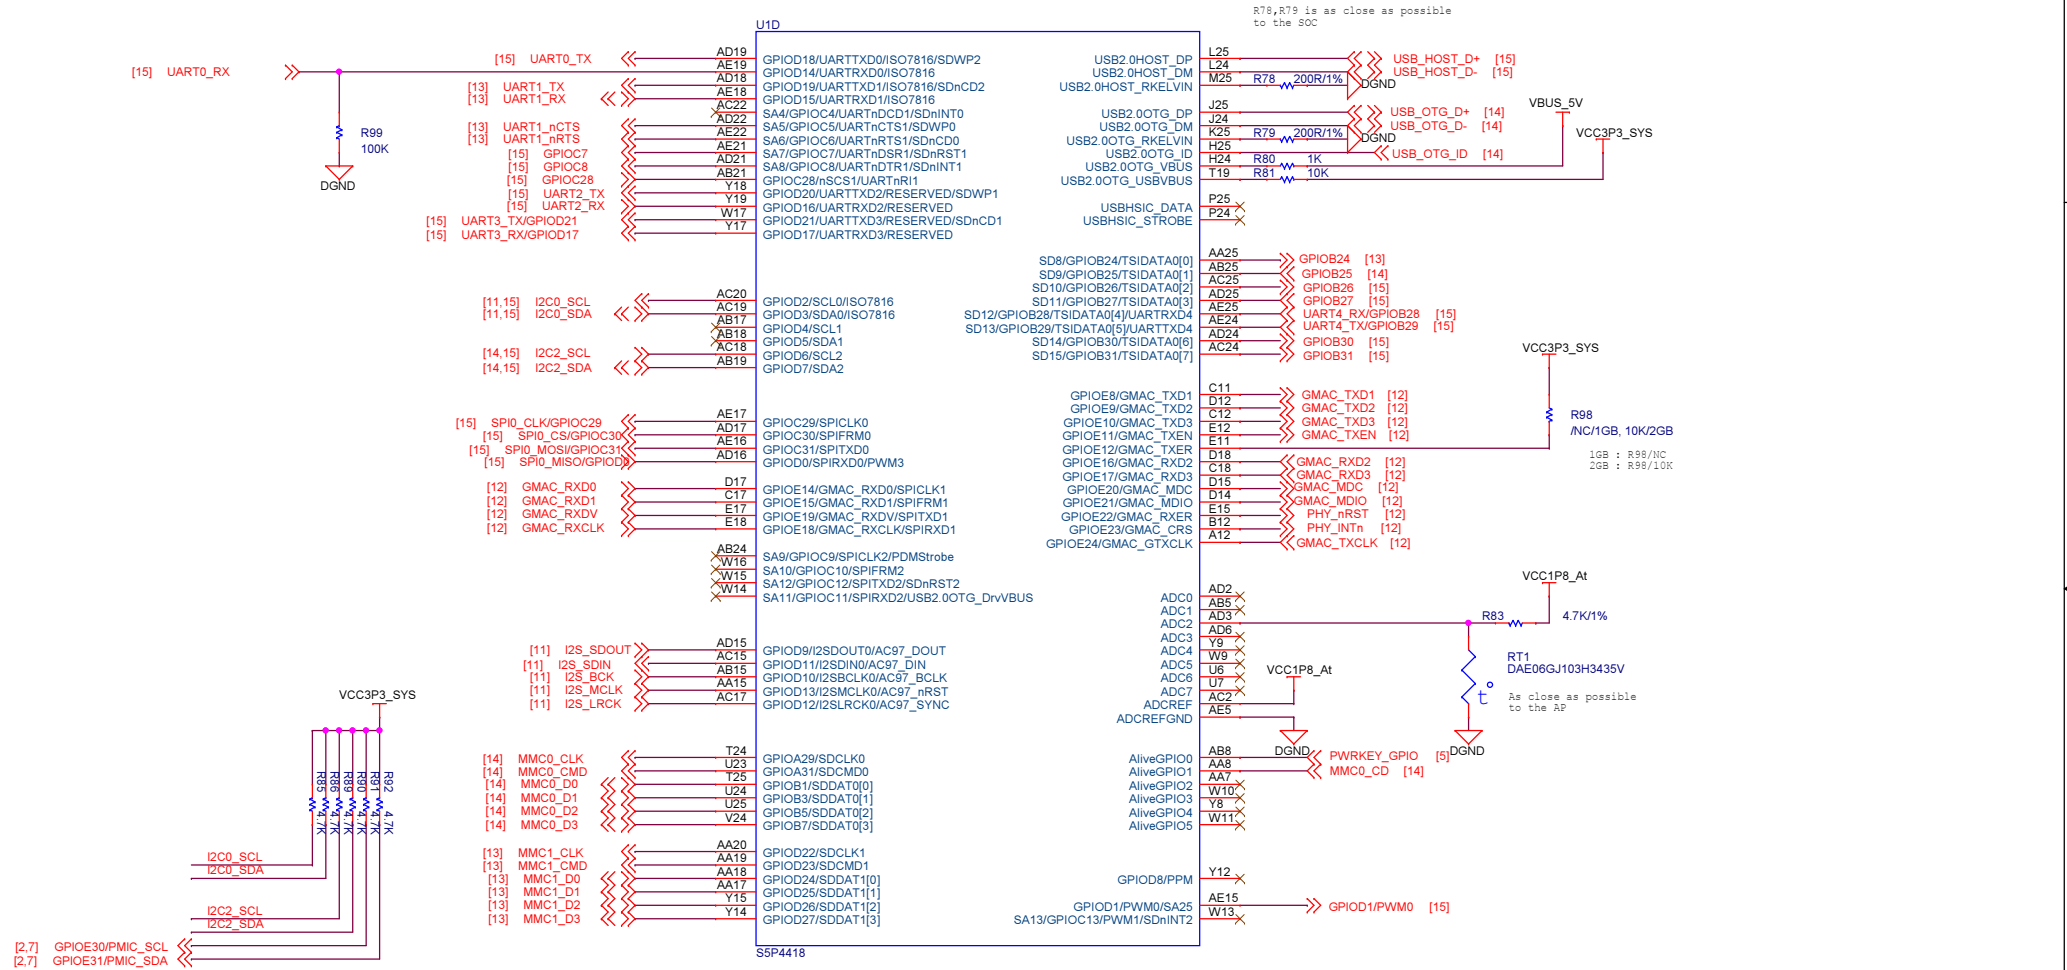 R78,R79 is as close as possible
to the SOC
U1D
[15] UART0_RX
R99
100K
DGND
[15] UART0_TX AD19 GPIOD18/UARTTXD0/ISO7816/SDWP2
AE19 GPIOD14/UARTRXD0/ISO7816
[13] UART1_TX AD18 GPIOD19/UARTTXD1/ISO7816/SDnCD2
[13] UART1_RX AE18 GPIOD15/UARTRXD1/ISO7816
AC22 SA4/GPIOC4/UARTnDCD1/SDnINT0
[13] UART1_nCTS AD22 SA5/GPIOC5/UARTnCTS1/SDWP0
[13] UART1_nRTS AE22 SA6/GPIOC6/UARTnRTS1/SDnCD0
[15] GPIOC7 AE21 SA7/GPIOC7/UARTnDSR1/SDnRST1
[15] GPIOC8 AD21 SA8/GPIOC8/UARTnDTR1/SDnINT1
[15] GPIOC28 AB21 GPIOC28/nSCS1/UARTnRI1
[15] UART2_TX Y18 GPIOD20/UARTTXD2/RESERVED/SDWP1
[15] UART2_RX Y19 GPIOD16/UARTRXD2/RESERVED
[15] UART3_TX/GPIOD21 W17 GPIOD21/UARTTXD3/RESERVED/SDnCD1
[15] UART3_RX/GPIOD17 Y17 GPIOD17/UARTRXD3/RESERVED
[11,15] I2C0_SCL AC20 GPIOD2/SCL0/ISO7816
[11,15] I2C0_SDA AC19 GPIOD3/SDA0/ISO7816
AB17 GPIOD4/SCL1
AB18 GPIOD5/SDA1
[14,15] I2C2_SCL AC18 GPIOD6/SCL2
[14,15] I2C2_SDA AB19 GPIOD7/SDA2
[15] SPI0_CLK/GPIOC29 AE17 GPIOC29/SPICLK0
[15] SPI0_CS/GPIOC30 AD17 GPIOC30/SPIFRM0
[15] SPI0_MOSI/GPIOC31 AE16 GPIOC31/SPITXD0
[15] SPI0_MISO/GPIOD0 AD16 GPIOD0/SPIRXD0/PWM3
[12] GMAC_RXD0 D17 GPIOE14/GMAC_RXD0/SPICLK1
[12] GMAC_RXD1 C17 GPIOE15/GMAC_RXD1/SPIFRM1
[12] GMAC_RXDV E17 GPIOE19/GMAC_RXDV/SPITXD1
[12] GMAC_RXCLK E18 GPIOE18/GMAC_RXCLK/SPIRXD1
AB24 SA9/GPIOC9/SPICLK2/PDMStrobe
W16 SA10/GPIOC10/SPIFRM2
W15 SA12/GPIOC12/SPITXD2/SDnRST2
W14 SA11/GPIOC11/SPIRXD2/USB2.0OTG_DrvVBUS
[11] I2S_SDOUT AD15 GPIOD9/I2SDOUT0/AC97_DOUT
[11] I2S_SDIN AC15 GPIOD11/I2SDIN0/AC97_DIN
[11] I2S_BCK AB15 GPIOD10/I2SBCLK0/AC97_BCLK
[11] I2S_MCLK AA15 GPIOD13/I2SMCLK0/AC97_nRST
[11] I2S_LRCK AC17 GPIOD12/I2SLRCK0/AC97_SYNC
[14] MMC0_CLK T24 GPIOA29/SDCLK0
[14] MMC0_CMD U23 GPIOA31/SDCMD0
[14] MMC0_D0 T25 GPIOB1/SDDAT0[0]
[14] MMC0_D1 U24 GPIOB3/SDDAT0[1]
[14] MMC0_D2 U25 GPIOB5/SDDAT0[2]
[14] MMC0_D3 V24 GPIOB7/SDDAT0[3]
[13] MMC1_CLK AA20 GPIOD22/SDCLK1
[13] MMC1_CMD AA19 GPIOD23/SDCMD1
[13] MMC1_D0 AA18 GPIOD24/SDDAT1[0]
[13] MMC1_D1 AA17 GPIOD25/SDDAT1[1]
[13] MMC1_D2 Y15 GPIOD26/SDDAT1[2]
[13] MMC1_D3 Y14 GPIOD27/SDDAT1[3]
S5P4418
VCC3P3_SYS
R85 4.7K
R86 4.7K
R89 4.7K
R90 4.7K
R91 4.7K
R92 4.7K
I2C0_SCL
I2C0_SDA
I2C2_SCL
I2C2_SDA
[2,7] GPIOE30/PMIC_SCL
[2,7] GPIOE31/PMIC_SDA
USB2.0HOST_DP L25 USB_HOST_D+ [15]
USB2.0HOST_DM L24 USB_HOST_D- [15]
USB2.0HOST_RKELVIN M25 R78 200R/1% DGND
USB2.0OTG_DP J25 USB_OTG_D+ [14]
USB2.0OTG_DM J24 USB_OTG_D- [14]
USB2.0OTG_RKELVIN K25 R79 200R/1% DGND
USB2.0OTG_ID H25 USB_OTG_ID [14]
USB2.0OTG_VBUS H24 R80 1K VBUS_5V
USB2.0OTG_USBVBUS T19 R81 10K VCC3P3_SYS
USBHSIC_DATA P25
USBHSIC_STROBE P24
SD8/GPIOB24/TSIDATA0[0] AA25 GPIOB24 [13]
SD9/GPIOB25/TSIDATA0[1] AB25 GPIOB25 [14]
SD10/GPIOB26/TSIDATA0[2] AC25 GPIOB26 [15]
SD11/GPIOB27/TSIDATA0[3] AD25 GPIOB27 [15]
SD12/GPIOB28/TSIDATA0[4]/UARTRXD4 AE25 UART4_RX/GPIOB28 [15]
SD13/GPIOB29/TSIDATA0[5]/UARTTXD4 AE24 UART4_TX/GPIOB29 [15]
SD14/GPIOB30/TSIDATA0[6] AD24 GPIOB30 [15]
SD15/GPIOB31/TSIDATA0[7] AC24 GPIOB31 [15]
GPIOE8/GMAC_TXD1 C11 GMAC_TXD1 [12]
GPIOE9/GMAC_TXD2 D12 GMAC_TXD2 [12]
GPIOE10/GMAC_TXD3 C12 GMAC_TXD3 [12]
GPIOE11/GMAC_TXEN E12 GMAC_TXEN [12]
GPIOE12/GMAC_TXER E11
GPIOE16/GMAC_RXD2 D18 GMAC_RXD2 [12]
GPIOE17/GMAC_RXD3 C18 GMAC_RXD3 [12]
GPIOE20/GMAC_MDC D15 GMAC_MDC [12]
GPIOE21/GMAC_MDIO D14 GMAC_MDIO [12]
GPIOE22/GMAC_RXER E15 PHY_nRST [12]
GPIOE23/GMAC_CRS B12 PHY_INTn [12]
GPIOE24/GMAC_GTXCLK A12 GMAC_TXCLK [12]
VCC3P3_SYS
R98
/NC/1GB, 10K/2GB
1GB : R98/NC
2GB : R98/10K
ADC0 AD2
ADC1 AB5
ADC2 AD3
ADC3 AD6
ADC4 Y9
ADC5 W9
ADC6 U6
ADC7 U7
ADCREF AC2 VCC1P8_At
ADCREFGND AE5 DGND
VCC1P8_At
R83 4.7K/1%
RT1
DAE06GJ103H3435V
t°
As close as possible
to the AP
DGND
AliveGPIO0 AB8 PWRKEY_GPIO [5]
AliveGPIO1 AA8 MMC0_CD [14]
AliveGPIO2 AA7
AliveGPIO3 W10
AliveGPIO4 Y8
AliveGPIO5 W11
GPIOD8/PPM Y12
GPIOD1/PWM0/SA25 AE15 GPIOD1/PWM0 [15]
SA13/GPIOC13/PWM1/SDnINT2 W13